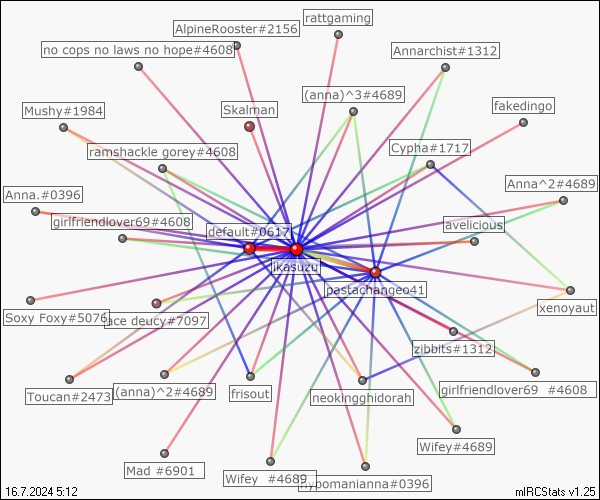 rattgaming
AlpineRooster#2156
no cops no laws no hope#4608
Annarchist#1312
(anna)^3#4689
fakedingo
Mushy#1984
Skalman
Cypha#1717
ramshackle gorey#4608
Anna^2#4689
Anna.#0396
girlfriendlover69#4608
avelicious
default#0617
ikasuzu
pastachangeo41
xenoyaut
Soxy Foxy#5076
ace deucy#7097
zibbits#1312
Toucan#2473
(anna)^2#4689
frisout
neokingghidorah
girlfriendlover69 #4608
Wifey#4689
Mad #6901
Wifey #4689
hypomanianna#0396
16.7.2024 5:12
mIRCStats v1.25